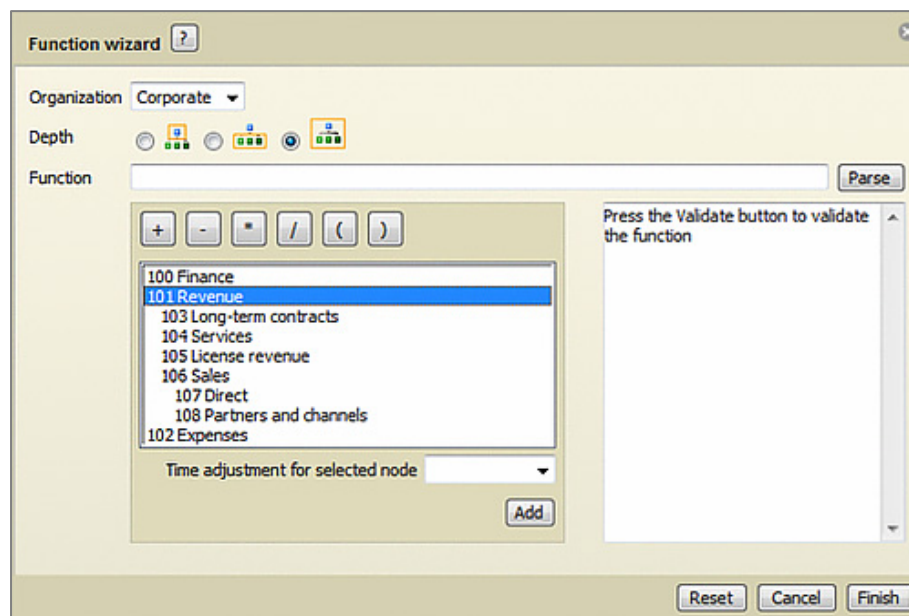 Function wizard ?
Organization Corporate
Depth
Function Parse
+ - * / ( )
Press the Validate button to validate
the function
100 Finance
101 Revenue
103 Long-term contracts
104 Services
105 License revenue
106 Sales
107 Direct
108 Partners and channels
102 Expenses
Time adjustment for selected node
Add
Reset Cancel Finish